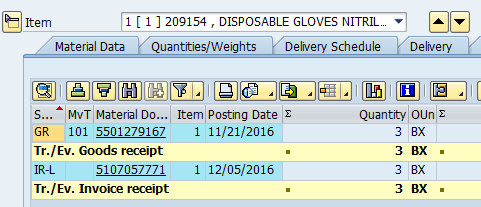 Item 1 [ 1 ] 209154 , DISPOSABLE GLOVES NITRIL...
Material Data Quantities/Weights Delivery Schedule Delivery
S... MvT Material Do... Item Posting Date Σ Quantity OUn Σ
GR 101 5501279167 1 11/21/2016 3 BX
Tr./Ev. Goods receipt ▪ 3 BX ▪
IR-L 5107057771 1 12/05/2016 3 BX
Tr./Ev. Invoice receipt ▪ 3 BX ▪